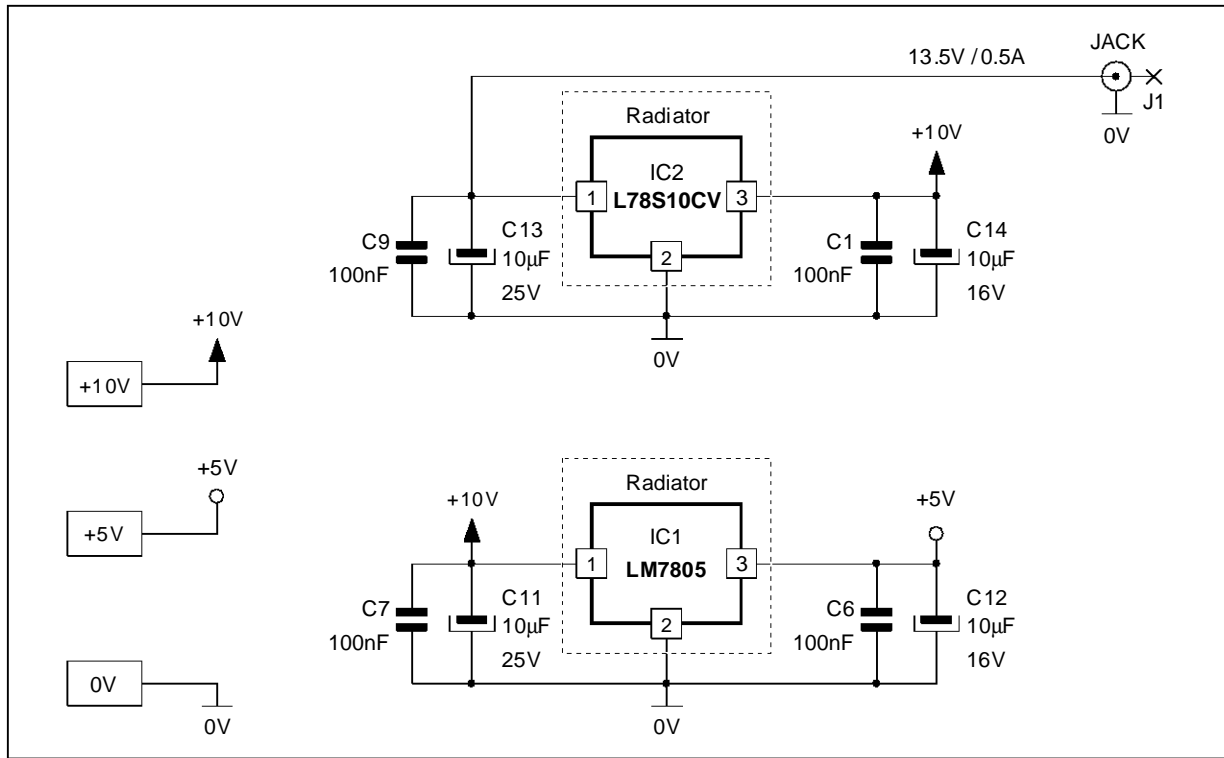 JACK
13.5V / 0.5A
J1
0V
Radiator
+10V
IC2
1
L78S10CV
3
2
C9
100nF
C13
10µF
25V
C1
100nF
C14
10µF
16V
0V
+10V
+10V
+5V
+5V
0V
0V
Radiator
+10V
+5V
IC1
1
LM7805
3
2
C7
100nF
C11
10µF
25V
C6
100nF
C12
10µF
16V
0V